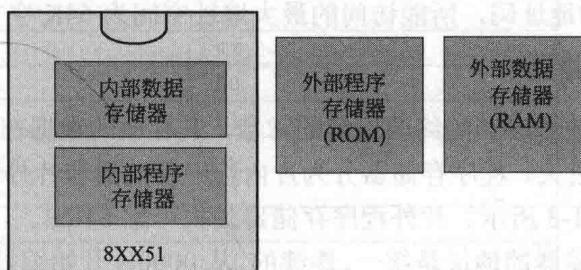 内部数据
存储器
内部程序
存储器
8XX51
外部程序
存储器
(ROM)
外部数据
存储器
(RAM)